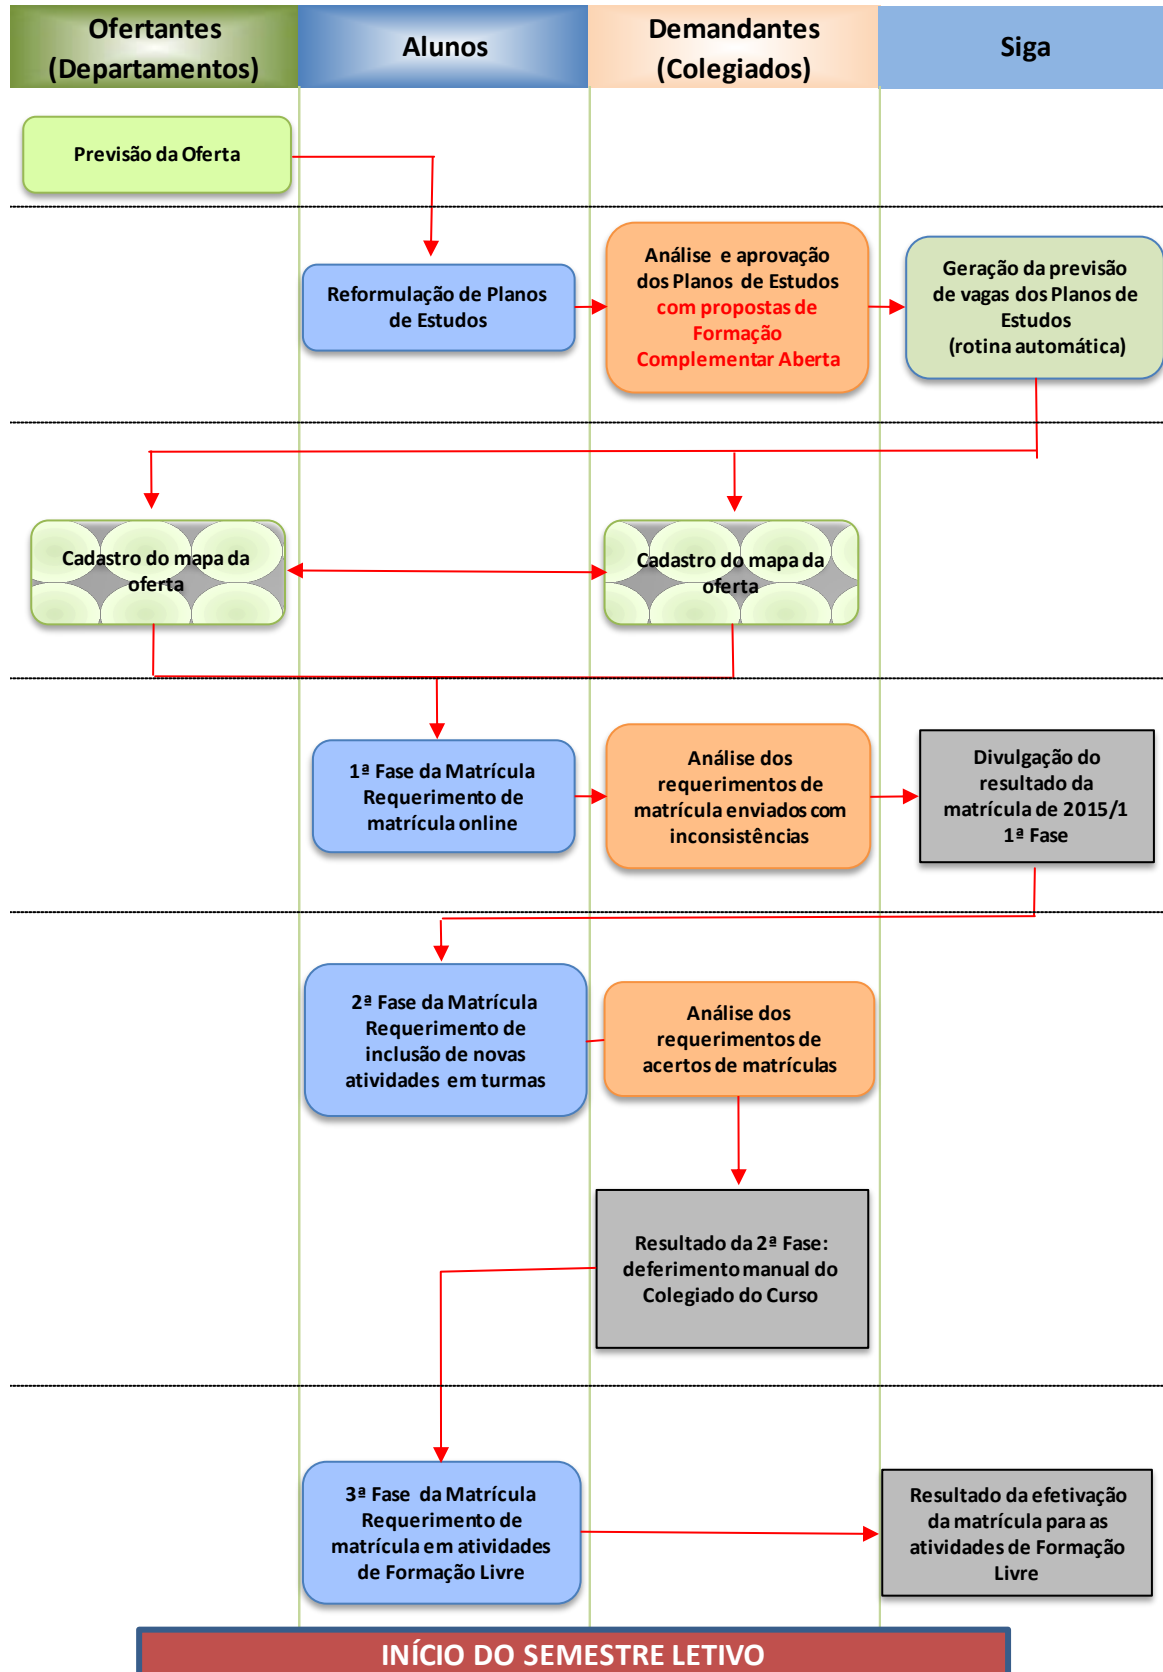 Ofertantes
(Departamentos)
Alunos
Demandantes
(Colegiados)
Siga
Previsão da Oferta
Reformulação de Planos
de Estudos
Análise e aprovação
dos Planos de Estudos
com propostas de
Formação
Complementar Aberta
Geração da previsão
de vagas dos Planos de
Estudos
(rotina automática)
Cadastro do mapa da
oferta
Cadastro do mapa da
oferta
1ª Fase da Matrícula
Requerimento de
matrícula online
Análise dos
requerimentos de
matrícula enviados com
inconsistências
Divulgação do
resultado da
matrícula de 2015/1
1ª Fase
2ª Fase da Matrícula
Requerimento de
inclusão de novas
atividades em turmas
Análise dos
requerimentos de
acertos de matrículas
Resultado da 2ª Fase:
deferimento manual do
Colegiado do Curso
3ª Fase da Matrícula
Requerimento de
matrícula em atividades
de Formação Livre
Resultado da efetivação
da matrícula para as
atividades de Formação
Livre
INÍCIO DO SEMESTRE LETIVO